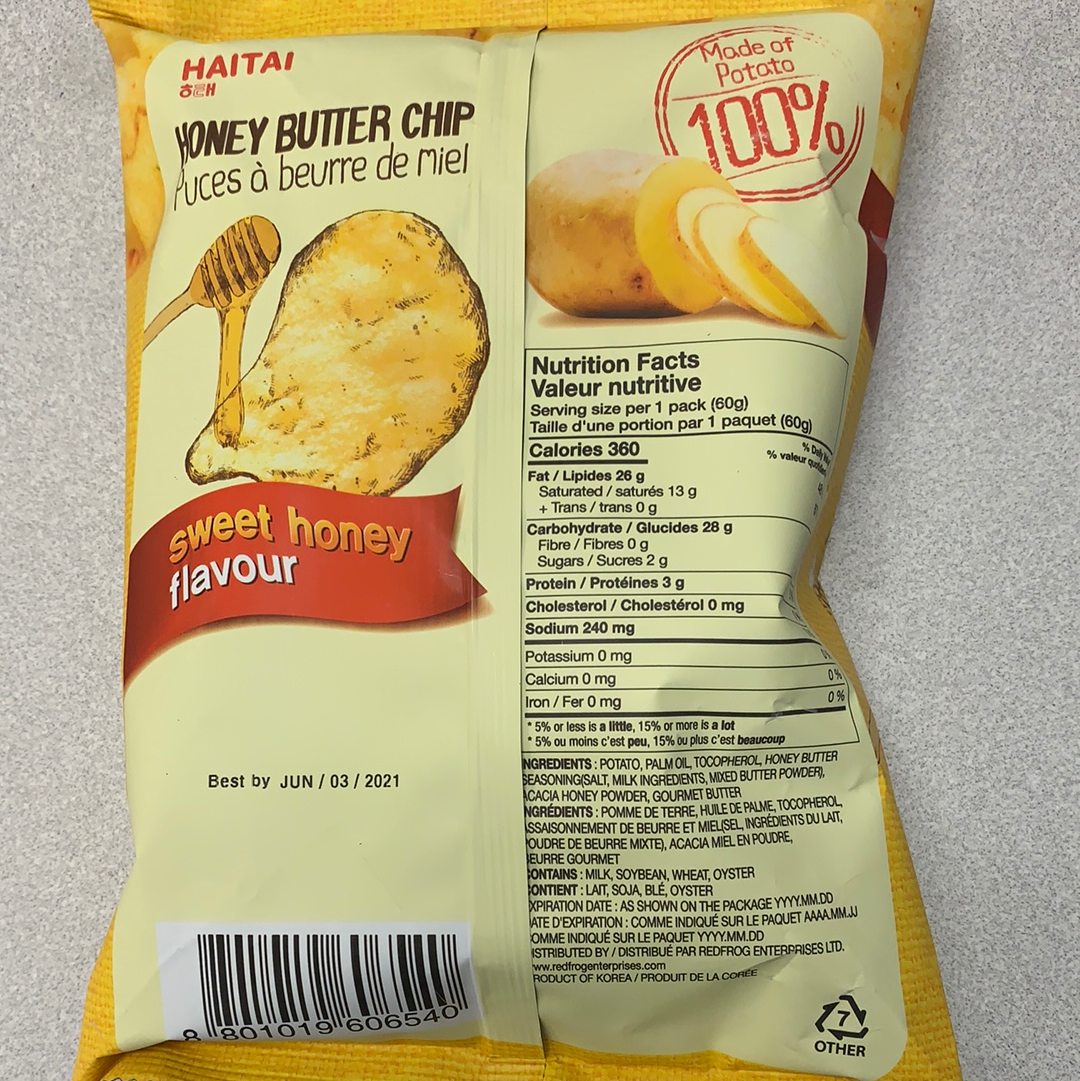 HAITAI
해태
HONEY BUTTER CHIP
Puces à beurre de miel
sweet honey
flavour
Best by JUN / 03 / 2021
8 801019 606540
Made of
Potato
100%
Nutrition Facts
Valeur nutritive
Serving size per 1 pack (60g)
Taille d'une portion par 1 paquet (60g)
Calories 360
% Daily
% valeur
Fat / Lipides 26 g
Saturated / saturés 13 g
+ Trans / trans 0 g
Carbohydrate / Glucides 28 g
Fibre / Fibres 0 g
Sugars / Sucres 2 g
Protein / Protéines 3 g
Cholesterol / Cholestérol 0 mg
Sodium 240 mg
Potassium 0 mg
Calcium 0 mg 0 %
Iron / Fer 0 mg 0 %
* 5% or less is a little, 15% or more is a lot
* 5% ou moins c'est peu, 15% ou plus c'est beaucoup
NGREDIENTS : POTATO, PALM OIL, TOCOPHEROL, HONEY BUTTER
SEASONING(SALT, MILK INGREDIENTS, MIXED BUTTER POWDER),
ACACIA HONEY POWDER, GOURMET BUTTER
NGRÉDIENTS : POMME DE TERRE, HUILE DE PALME, TOCOPHEROL,
ASSAISONNEMENT DE BEURRE ET MIEL(SEL, INGRÉDIENTS DU LAIT,
POUDRE DE BEURRE MIXTE), ACACIA MIEL EN POUDRE,
BEURRE GOURMET
CONTAINS : MILK, SOYBEAN, WHEAT, OYSTER
CONTIENT : LAIT, SOJA, BLÉ, OYSTER
EXPIRATION DATE : AS SHOWN ON THE PACKAGE YYYY.MM.DD
DATE D'EXPIRATION : COMME INDIQUÉ SUR LE PAQUET AAAA.MM.JJ
COMME INDIQUÉ SUR LE PAQUET YYYY.MM.DD
DISTRIBUTED BY / DISTRIBUÉ PAR REDFROG ENTERPRISES LTD.
www.redfrogenterprises.com
PRODUCT OF KOREA / PRODUIT DE LA CORÉE
7
OTHER